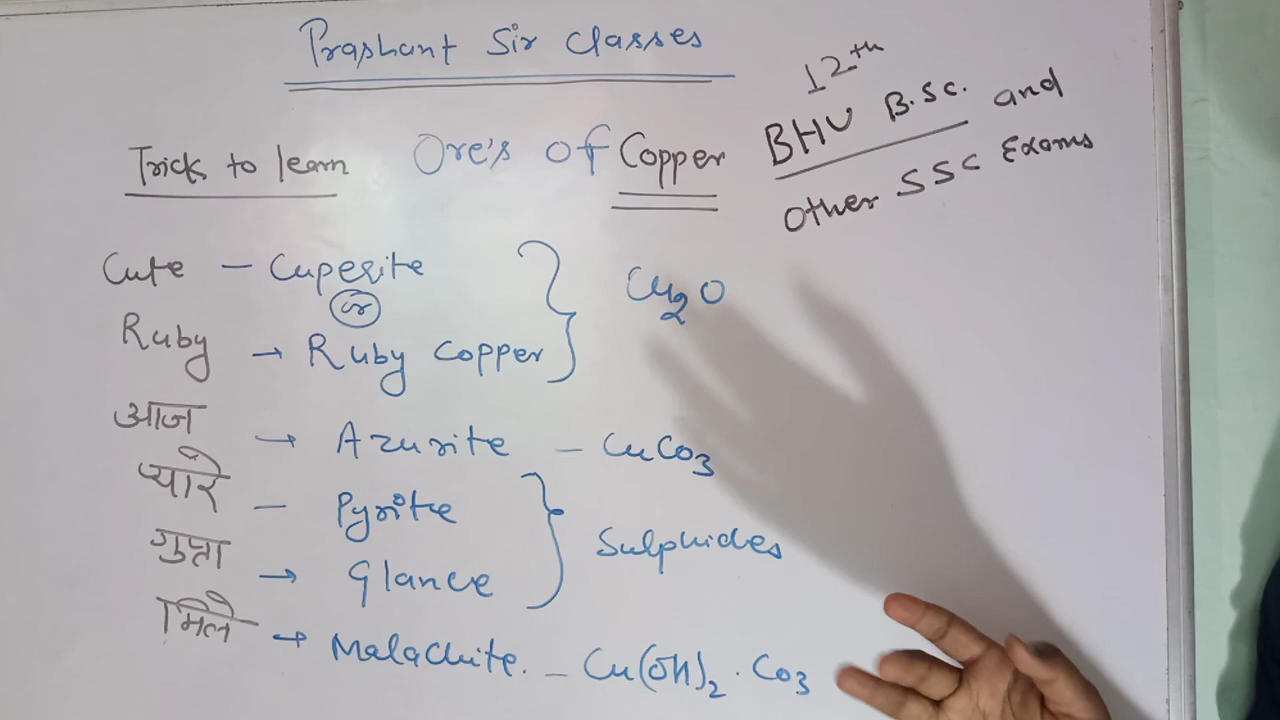 Prashant Sir Classes
12th
BHU B.Sc. and
Other SSC Exams
Trick to learn Ore's of Copper
Cute - Cuperite
or
Ruby → Ruby Copper
Cu2O
आज → Azurite - CuCo3
प्यारे - Pyrite
गुप्ता → Glance
Sulphides
मिले → Malachite. - Cu(OH)2 . Co3